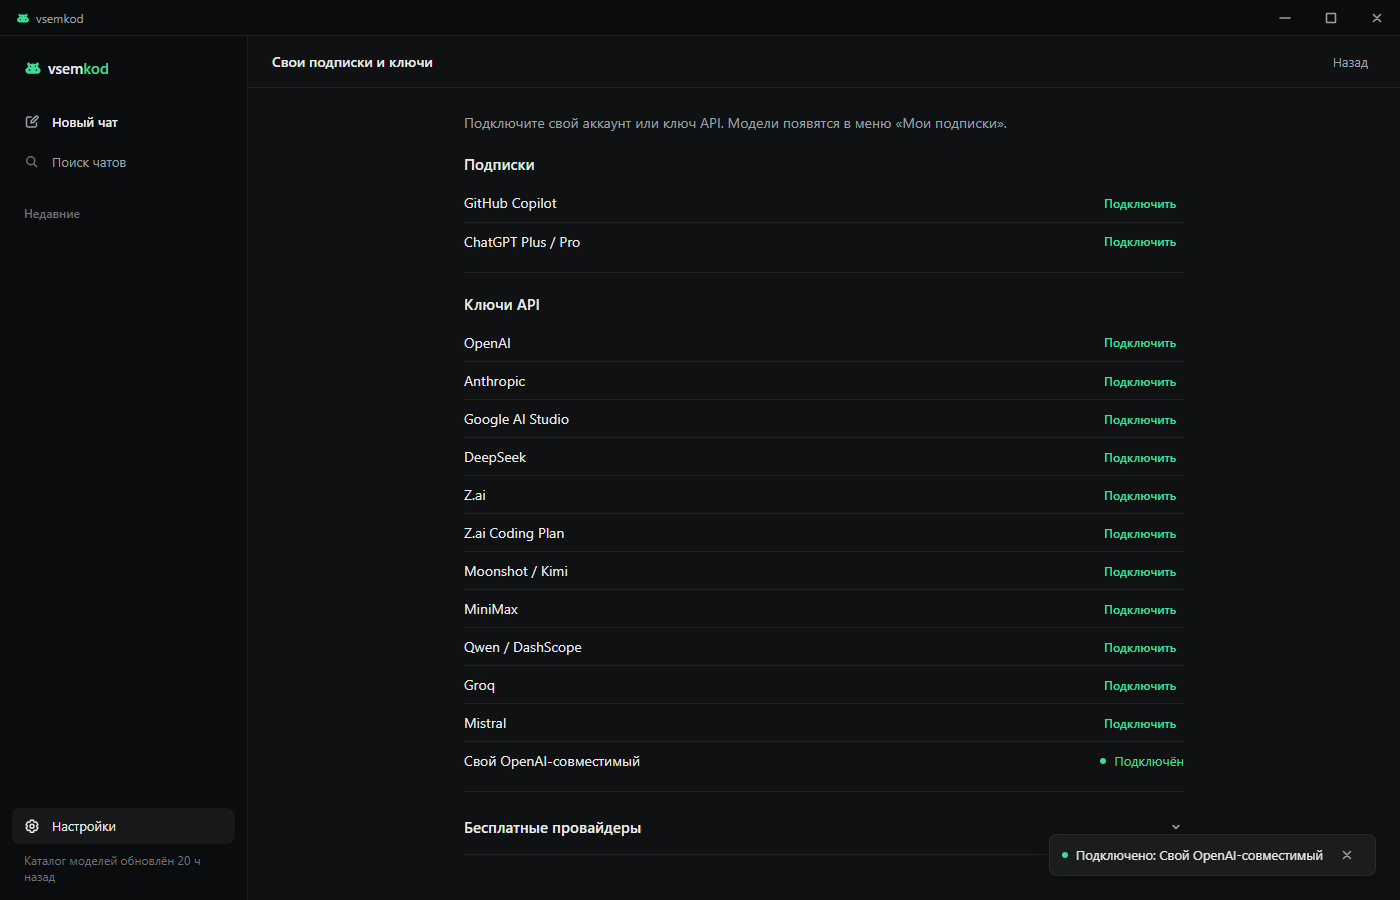 vsemkod
vsemkod
Новый чат
Поиск чатов
Недавние
Настройки
Каталог моделей обновлён 20 ч
назад
Свои подписки и ключи
Назад
Подключите свой аккаунт или ключ API. Модели появятся в меню «Мои подписки».
Подписки
GitHub Copilot Подключить
ChatGPT Plus / Pro Подключить
Ключи API
OpenAI Подключить
Anthropic Подключить
Google AI Studio Подключить
DeepSeek Подключить
Z.ai Подключить
Z.ai Coding Plan Подключить
Moonshot / Kimi Подключить
MiniMax Подключить
Qwen / DashScope Подключить
Groq Подключить
Mistral Подключить
Свой OpenAI-совместимый Подключён
Бесплатные провайдеры
Подключено: Свой OpenAI-совместимый